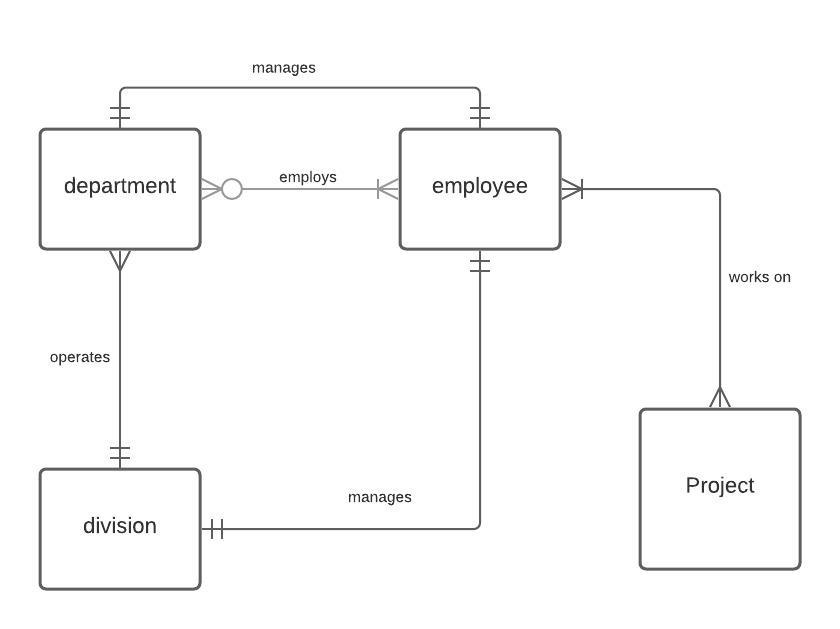 manages
department
employs
employee
works on
operates
manages
Project
division